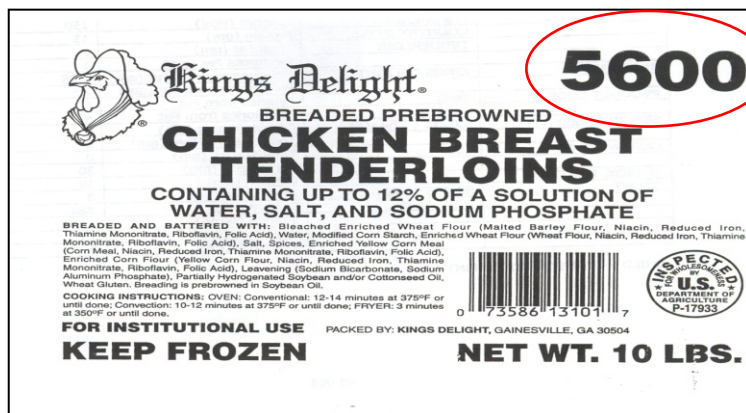 Kings Delight®
5600
BREADED PREBROWNED
CHICKEN BREAST
TENDERLOINS
CONTAINING UP TO 12% OF A SOLUTION OF
WATER, SALT, AND SODIUM PHOSPHATE
BREADED AND BATTERED WITH: Bleached Enriched Wheat Flour (Malted Barley Flour, Niacin, Reduced Iron,
Thiamine Mononitrate, Riboflavin, Folic Acid), Water, Modified Corn Starch, Enriched Wheat Flour (Wheat Flour, Niacin, Reduced Iron, Thiamine
Mononitrate, Riboflavin, Folic Acid), Salt, Spices, Enriched Yellow Corn Meal
(Corn Meal, Niacin, Reduced Iron, Thiamine Mononitrate, Riboflavin, Folic Acid),
Enriched Corn Flour (Yellow Corn Flour, Niacin, Reduced Iron, Thiamine
Mononitrate, Riboflavin, Folic Acid), Leavening (Sodium Bicarbonate, Sodium
Aluminum Phosphate), Partially Hydrogenated Soybean and/or Cottonseed Oil,
Wheat Gluten. Breading is prebrowned in Soybean Oil.
COOKING INSTRUCTIONS: OVEN: Conventional: 12-14 minutes at 375°F or
until done; Convection: 10-12 minutes at 375°F or until done; FRYER: 3 minutes
at 350°F or until done.
0 73586 13101 7
INSPECTED
FOR WHOLESOMENESS
BY
U.S.
DEPARTMENT OF
AGRICULTURE
P-17933
FOR INSTITUTIONAL USE
PACKED BY: KINGS DELIGHT, GAINESVILLE, GA 30504
KEEP FROZEN
NET WT. 10 LBS.